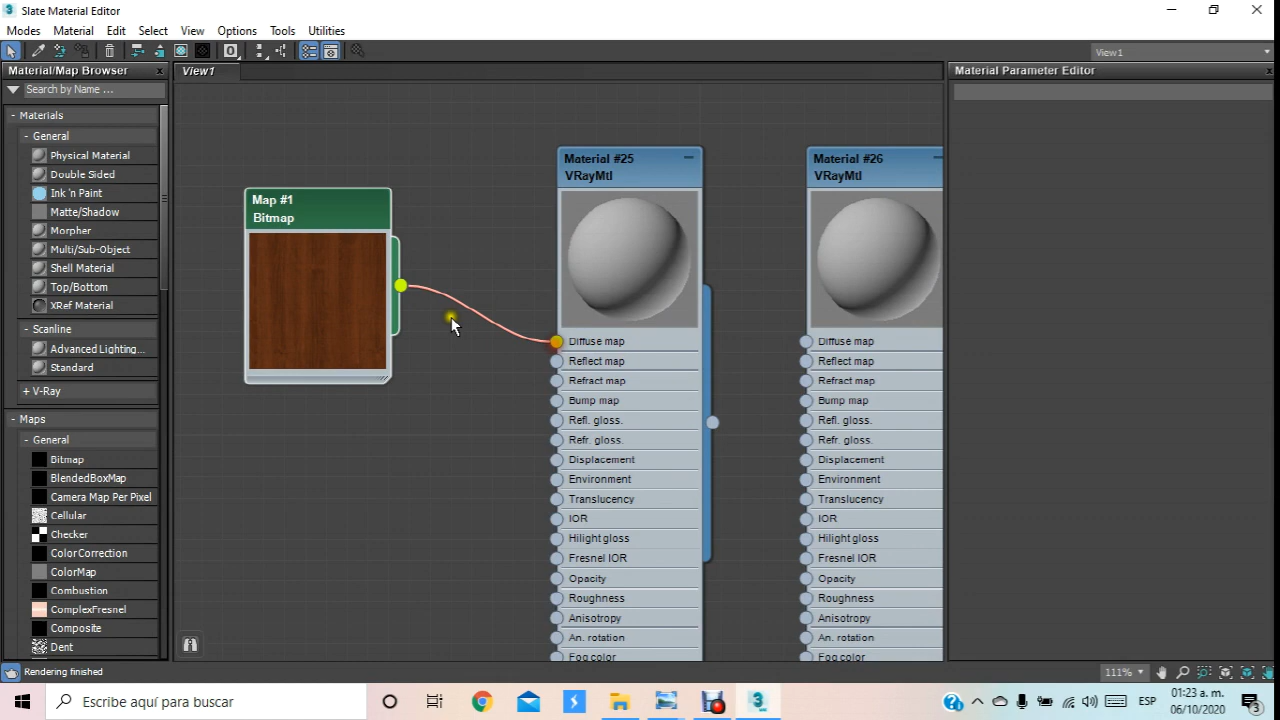 Slate Material Editor
Modes Material Edit Select View Options Tools Utilities
View1
Material/Map Browser
View1
Material Parameter Editor
Search by Name ...
- Materials
- General
Physical Material
Double Sided
Ink 'n Paint
Matte/Shadow
Morpher
Multi/Sub-Object
Shell Material
Top/Bottom
XRef Material
- Scanline
Advanced Lighting...
Standard
+ V-Ray
- Maps
- General
Bitmap
BlendedBoxMap
Camera Map Per Pixel
Cellular
Checker
ColorCorrection
ColorMap
Combustion
ComplexFresnel
Composite
Dent
Map #1
Bitmap
Material #25
VRayMtl
Diffuse map
Reflect map
Refract map
Bump map
Refl. gloss.
Refr. gloss.
Displacement
Environment
Translucency
IOR
Hilight gloss
Fresnel IOR
Opacity
Roughness
Anisotropy
An. rotation
Fog color
Material #26
VRayMtl
Diffuse map
Reflect map
Refract map
Bump map
Refl. gloss.
Refr. gloss.
Displacement
Environment
Translucency
IOR
Hilight gloss
Fresnel IOR
Opacity
Roughness
Anisotropy
An. rotation
Fog color
Rendering finished
111%
Escribe aquí para buscar
ESP
01:23 a. m.
06/10/2020
3